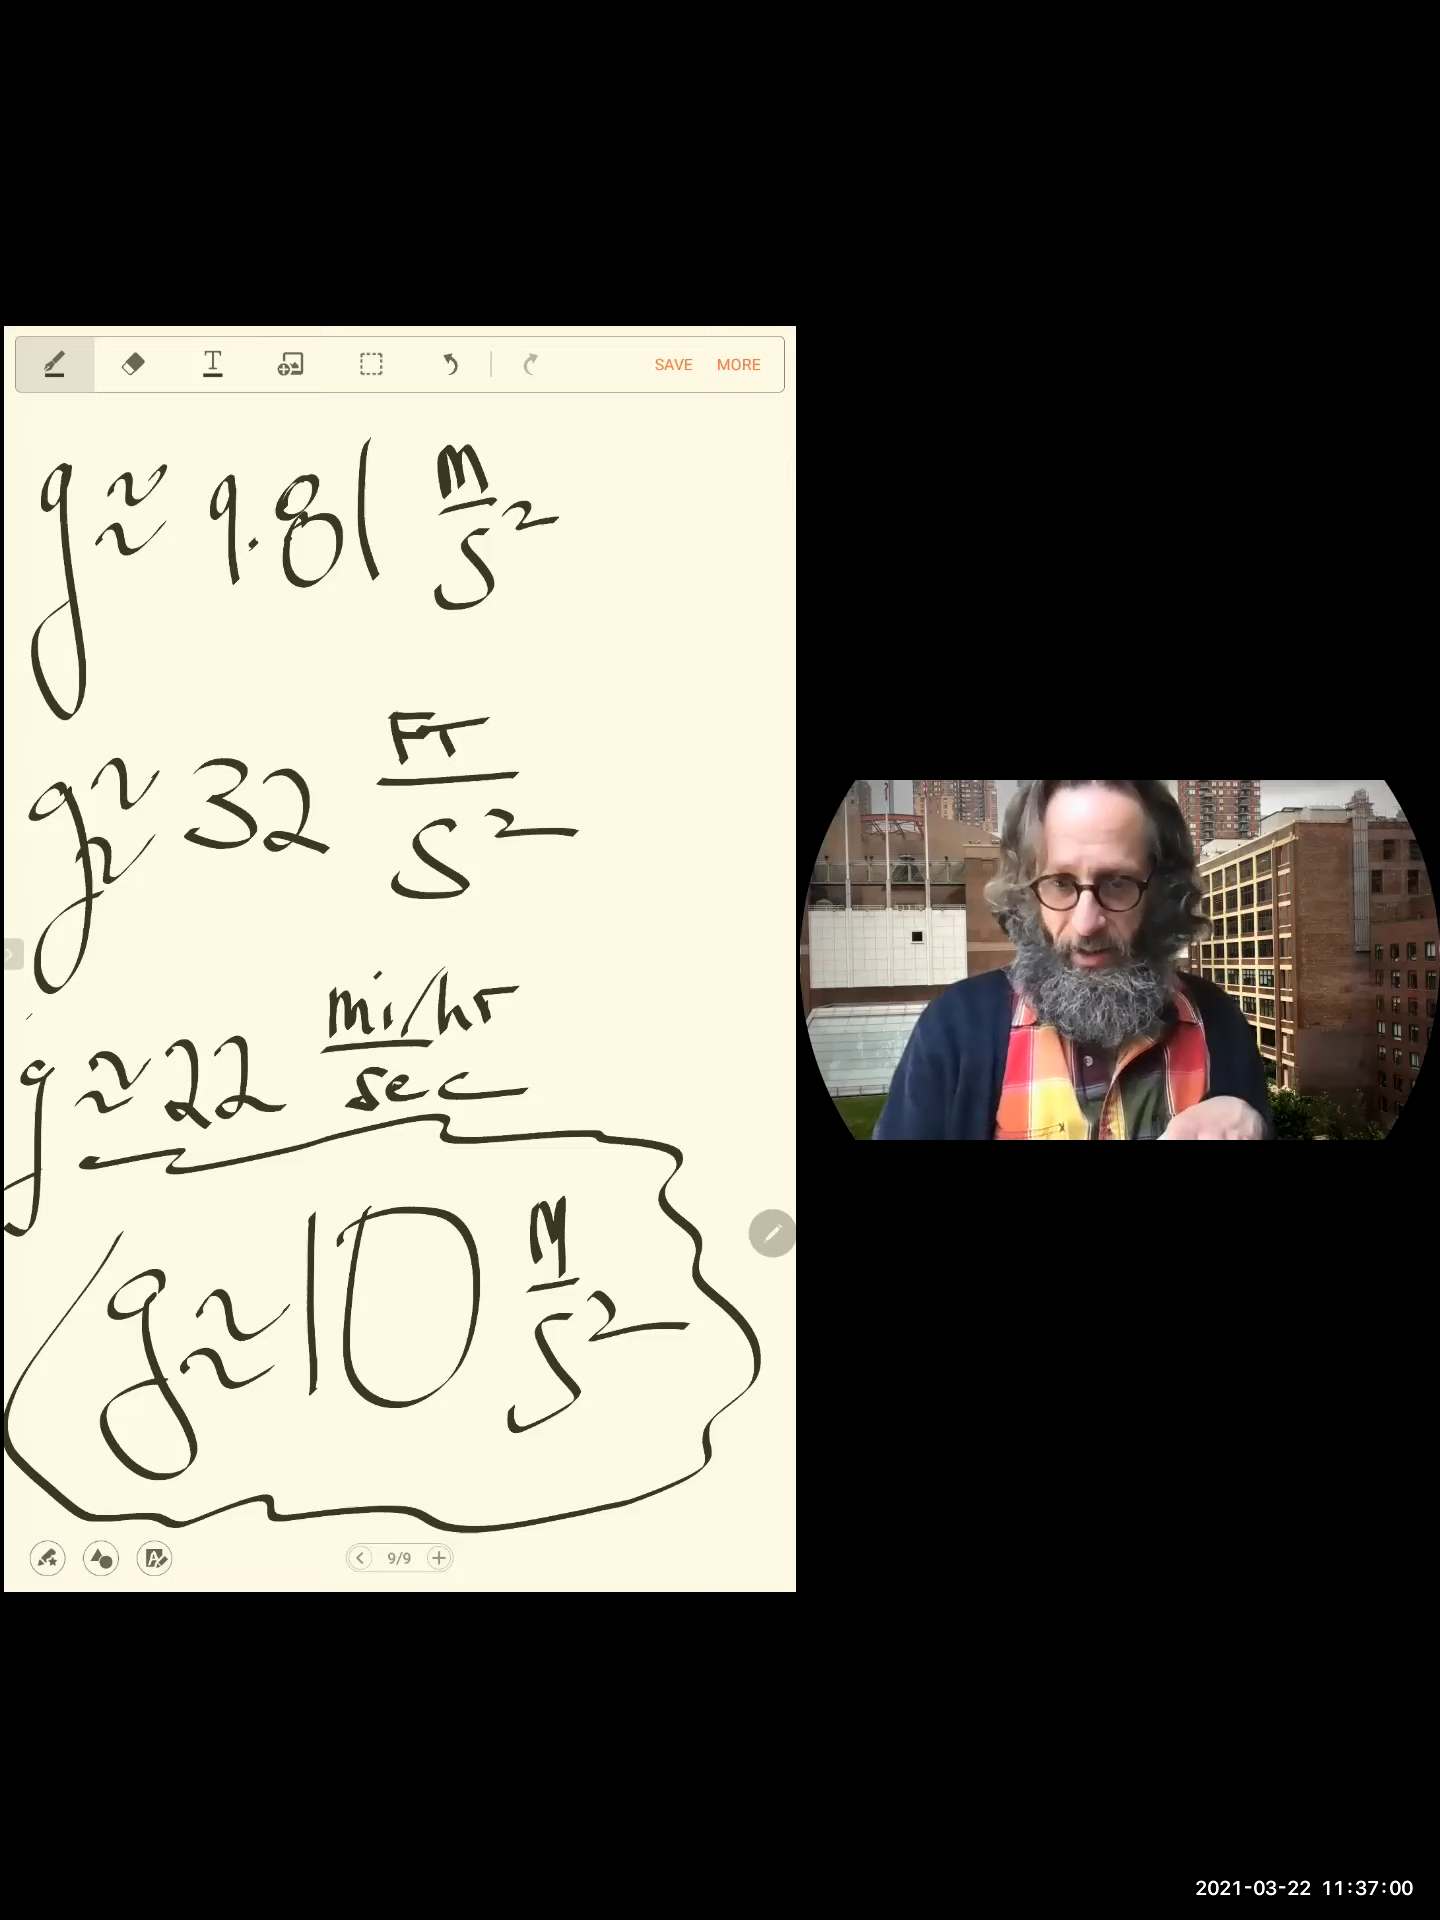 T SAVE MORE
g ≈ 9.81 m/s²
g ≈ 32 FT/s²
g ≈ 22 mi/hr/sec
g ≈ 10 m/s²
A 9/9
2021-03-22 11:37:00